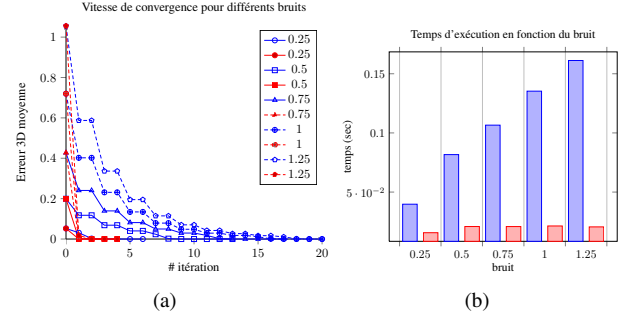 Vitesse de convergence pour différents bruits
Erreur 3D moyenne
1
0.8
0.6
0.4
0.2
0
0 5 10 15 20
# itération
0.25
0.25
0.5
0.5
0.75
0.75
1
1
1.25
1.25
(a)
Temps d'exécution en fonction du bruit
temps (sec)
0.15
0.1
5·10⁻²
0.25 0.5 0.75 1 1.25
bruit
(b)